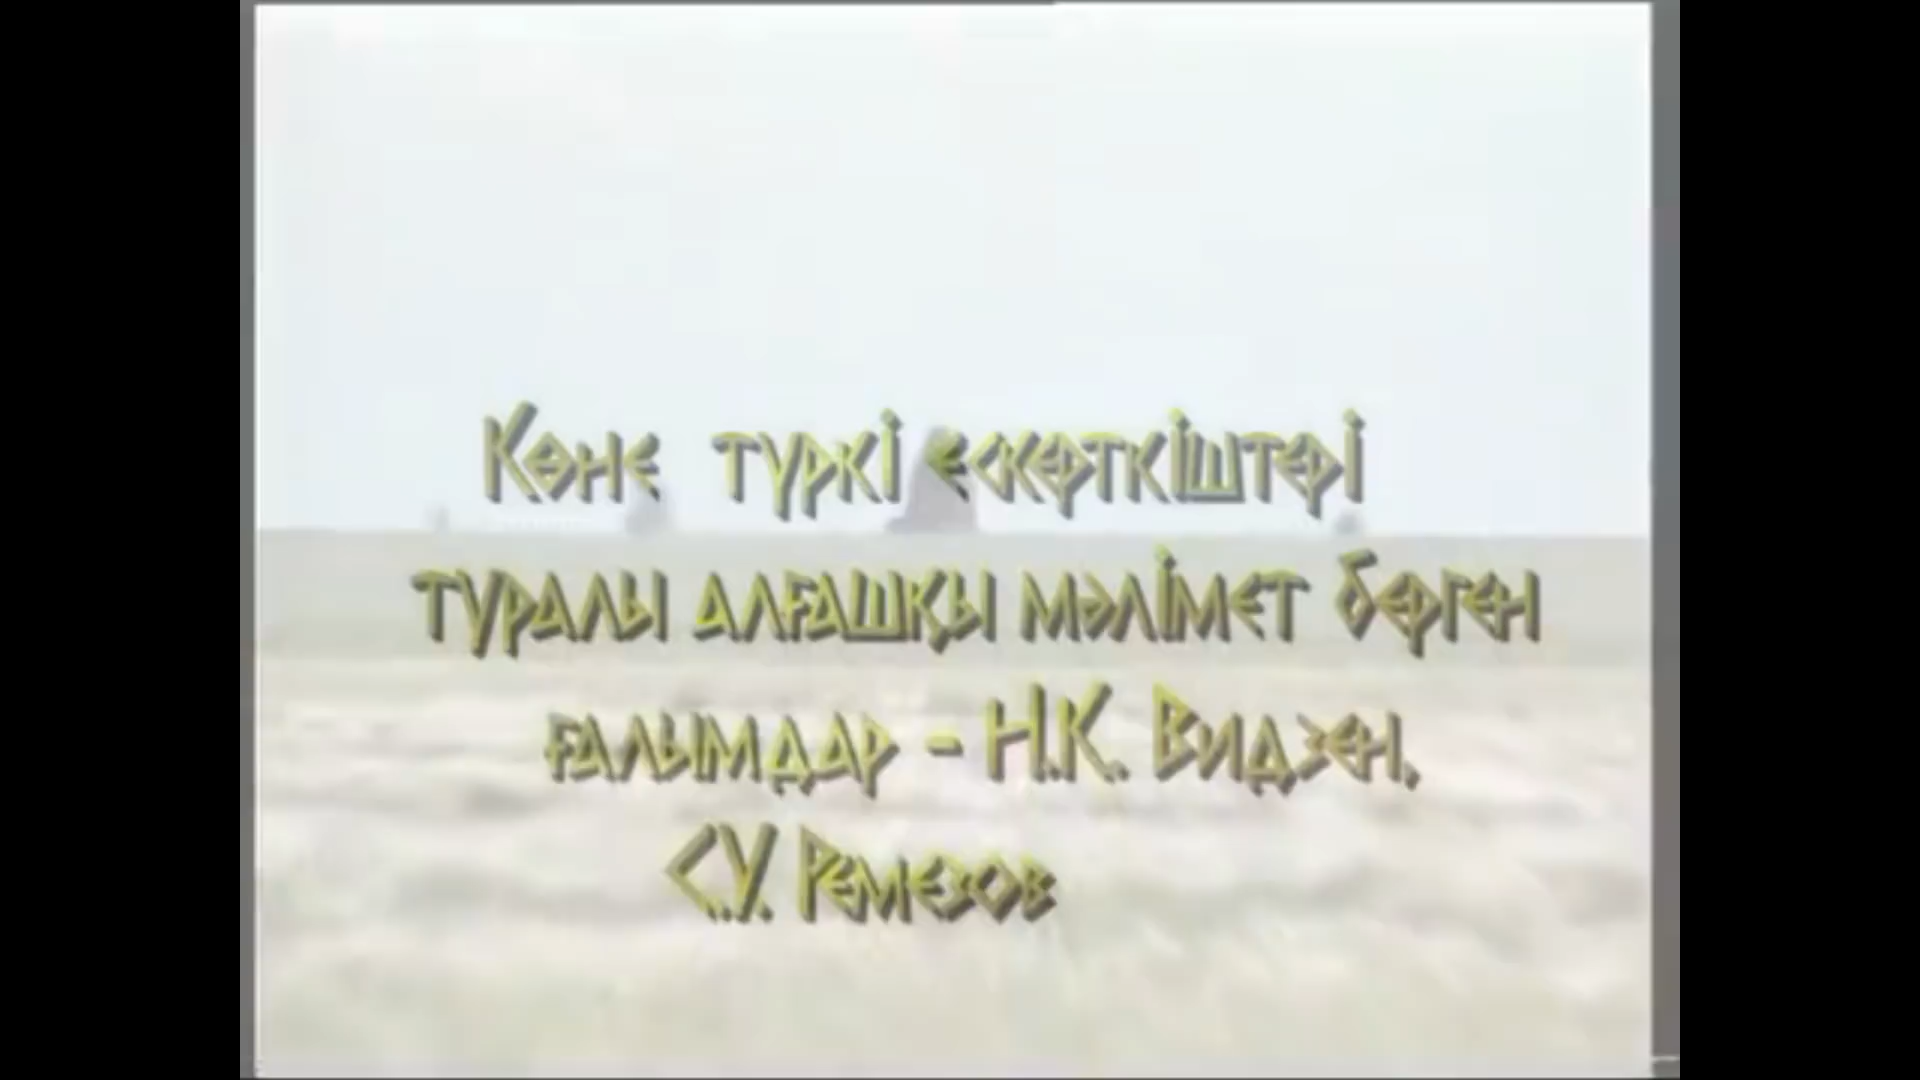 Көне түркі ескерткіштері
туралы алғашқы мәлімет берген
ғалымдар - Н.К. Видзен,
С.У. Ремезов